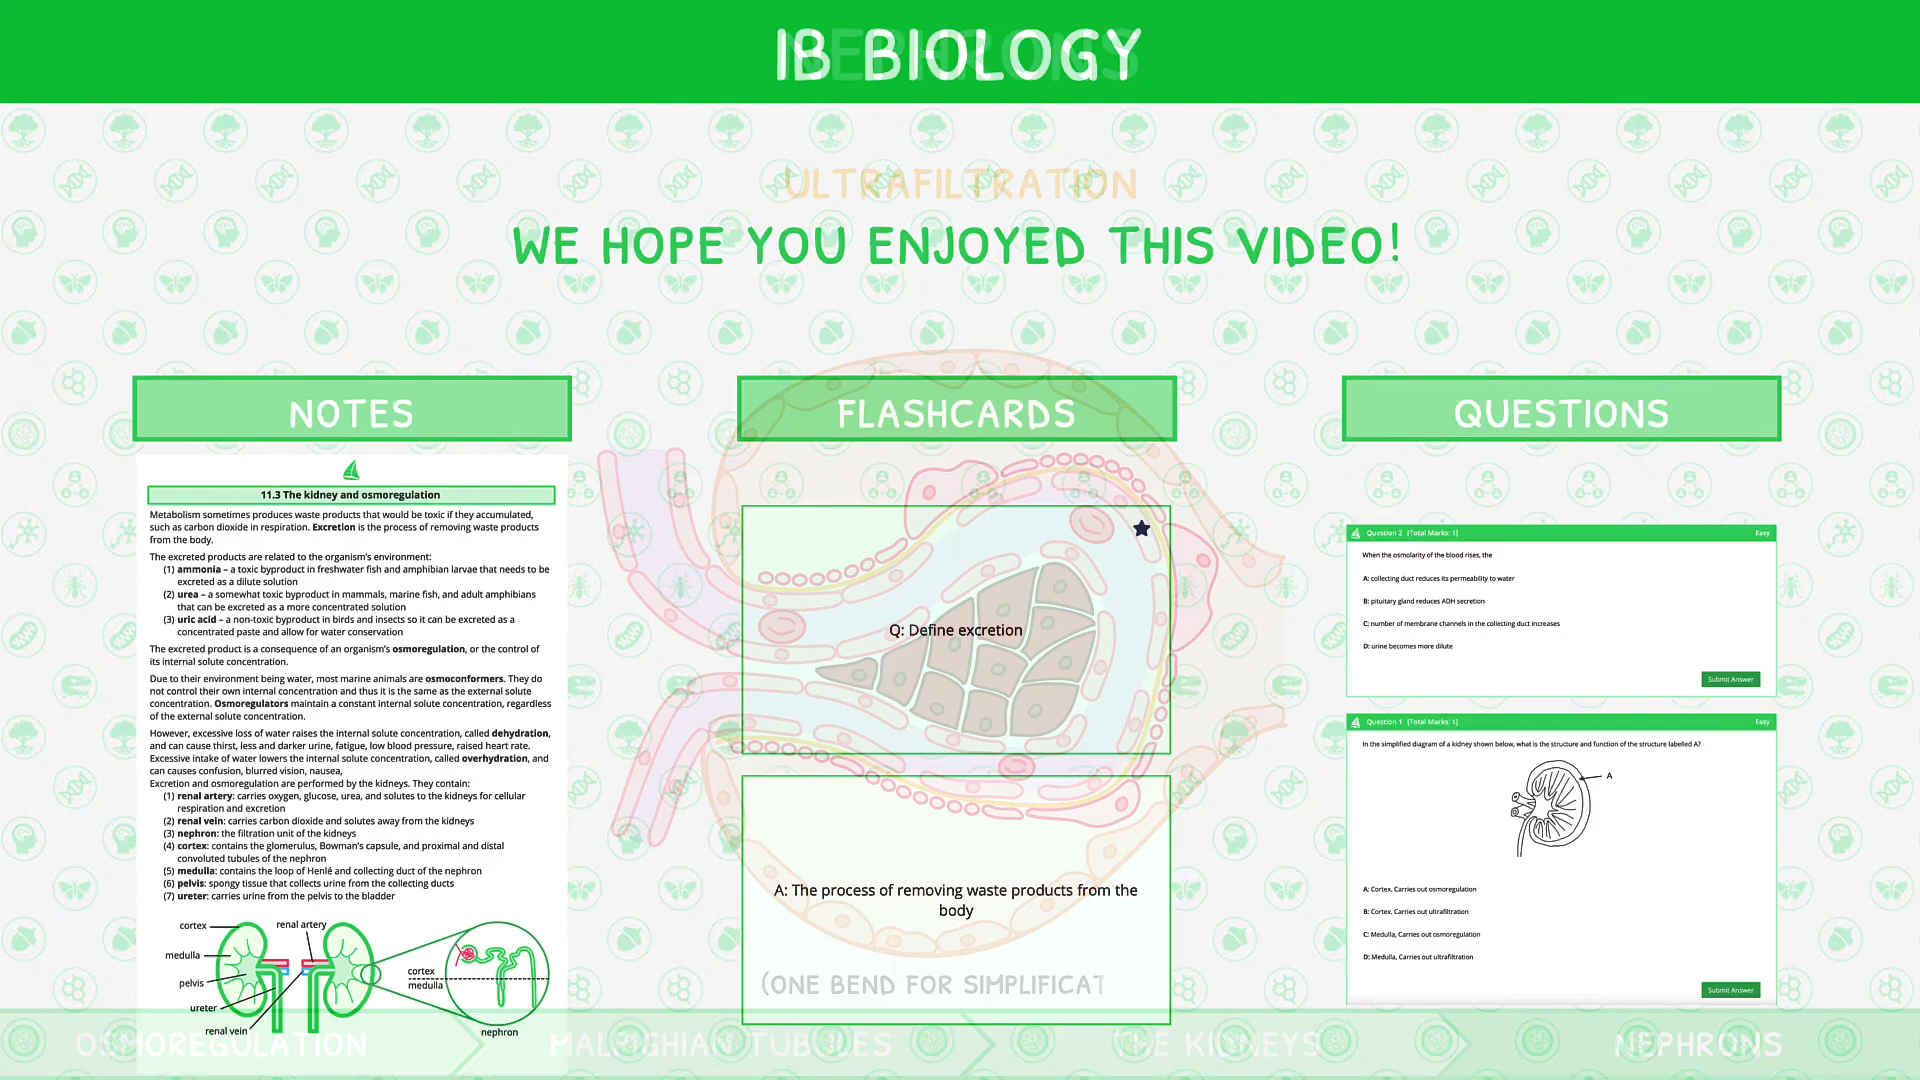 IB BIOLOGY
NEPHRONS
ULTRAFILTRATION
WE HOPE YOU ENJOYED THIS VIDEO!
NOTES
11.3 The kidney and osmoregulation
Metabolism sometimes produces waste products that would be toxic if they accumulated,
such as carbon dioxide in respiration. Excretion is the process of removing waste products
from the body.
The excreted products are related to the organism's environment:
(1) ammonia – a toxic byproduct in freshwater fish and amphibian larvae that needs to be
excreted as a dilute solution
(2) urea – a somewhat toxic byproduct in mammals, marine fish, and adult amphibians
that can be excreted as a more concentrated solution
(3) uric acid – a non-toxic byproduct in birds and insects so it can be excreted as a
concentrated paste and allow for water conservation
The excreted product is a consequence of an organism's osmoregulation, or the control of
its internal solute concentration.
Due to their environment being water, most marine animals are osmoconformers. They do
not control their own internal concentration and thus it is the same as the external solute
concentration. Osmoregulators maintain a constant internal solute concentration, regardless
of the external solute concentration.
However, excessive loss of water raises the internal solute concentration, called dehydration,
and can cause thirst, less and darker urine, fatigue, low blood pressure, raised heart rate.
Excessive intake of water lowers the internal solute concentration, called overhydration, and
can causes confusion, blurred vision, nausea,
Excretion and osmoregulation are performed by the kidneys. They contain:
(1) renal artery: carries oxygen, glucose, urea, and solutes to the kidneys for cellular
respiration and excretion
(2) renal vein: carries carbon dioxide and solutes away from the kidneys
(3) nephron: the filtration unit of the kidneys
(4) cortex: contains the glomerulus, Bowman's capsule, and proximal and distal
convoluted tubules of the nephron
(5) medulla: contains the loop of Henlé and collecting duct of the nephron
(6) pelvis: spongy tissue that collects urine from the collecting ducts
(7) ureter: carries urine from the pelvis to the bladder
cortex
renal artery
medulla
pelvis
ureter
renal vein
cortex
medulla
nephron
FLASHCARDS
Q: Define excretion
A: The process of removing waste products from the
body
(ONE BEND FOR SIMPLIFICAT
QUESTIONS
Question 2 [Total Marks: 1]
Easy
When the osmolarity of the blood rises, the
A: collecting duct reduces its permeability to water
B: pituitary gland reduces ADH secretion
C: number of membrane channels in the collecting duct increases
D: urine becomes more dilute
Submit Answer
Question 1 [Total Marks: 1]
Easy
In the simplified diagram of a kidney shown below, what is the structure and function of the structure labelled A?
A
A: Cortex. Carries out osmoregulation
B: Cortex. Carries out ultrafiltration
C: Medulla, Carries out osmoregulation
D: Medulla, Carries out ultrafiltration
Submit Answer
OSMOREGULATION
MALPIGHIAN TUBULES
THE KIDNEYS
NEPHRONS